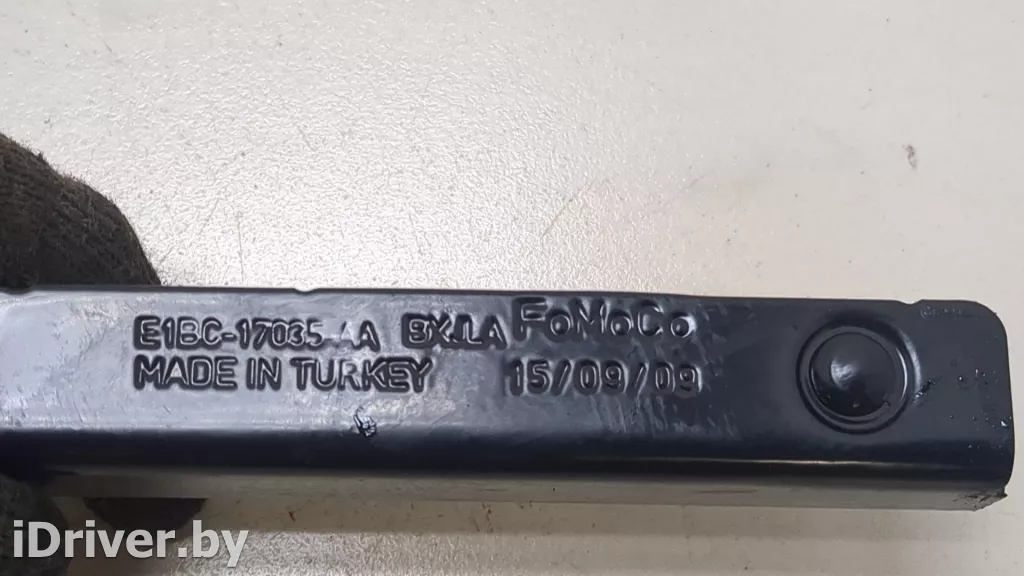 E1BC-17035-AA BXJLA FoMoCo
MADE IN TURKEY 15/09/09
iDriver.by